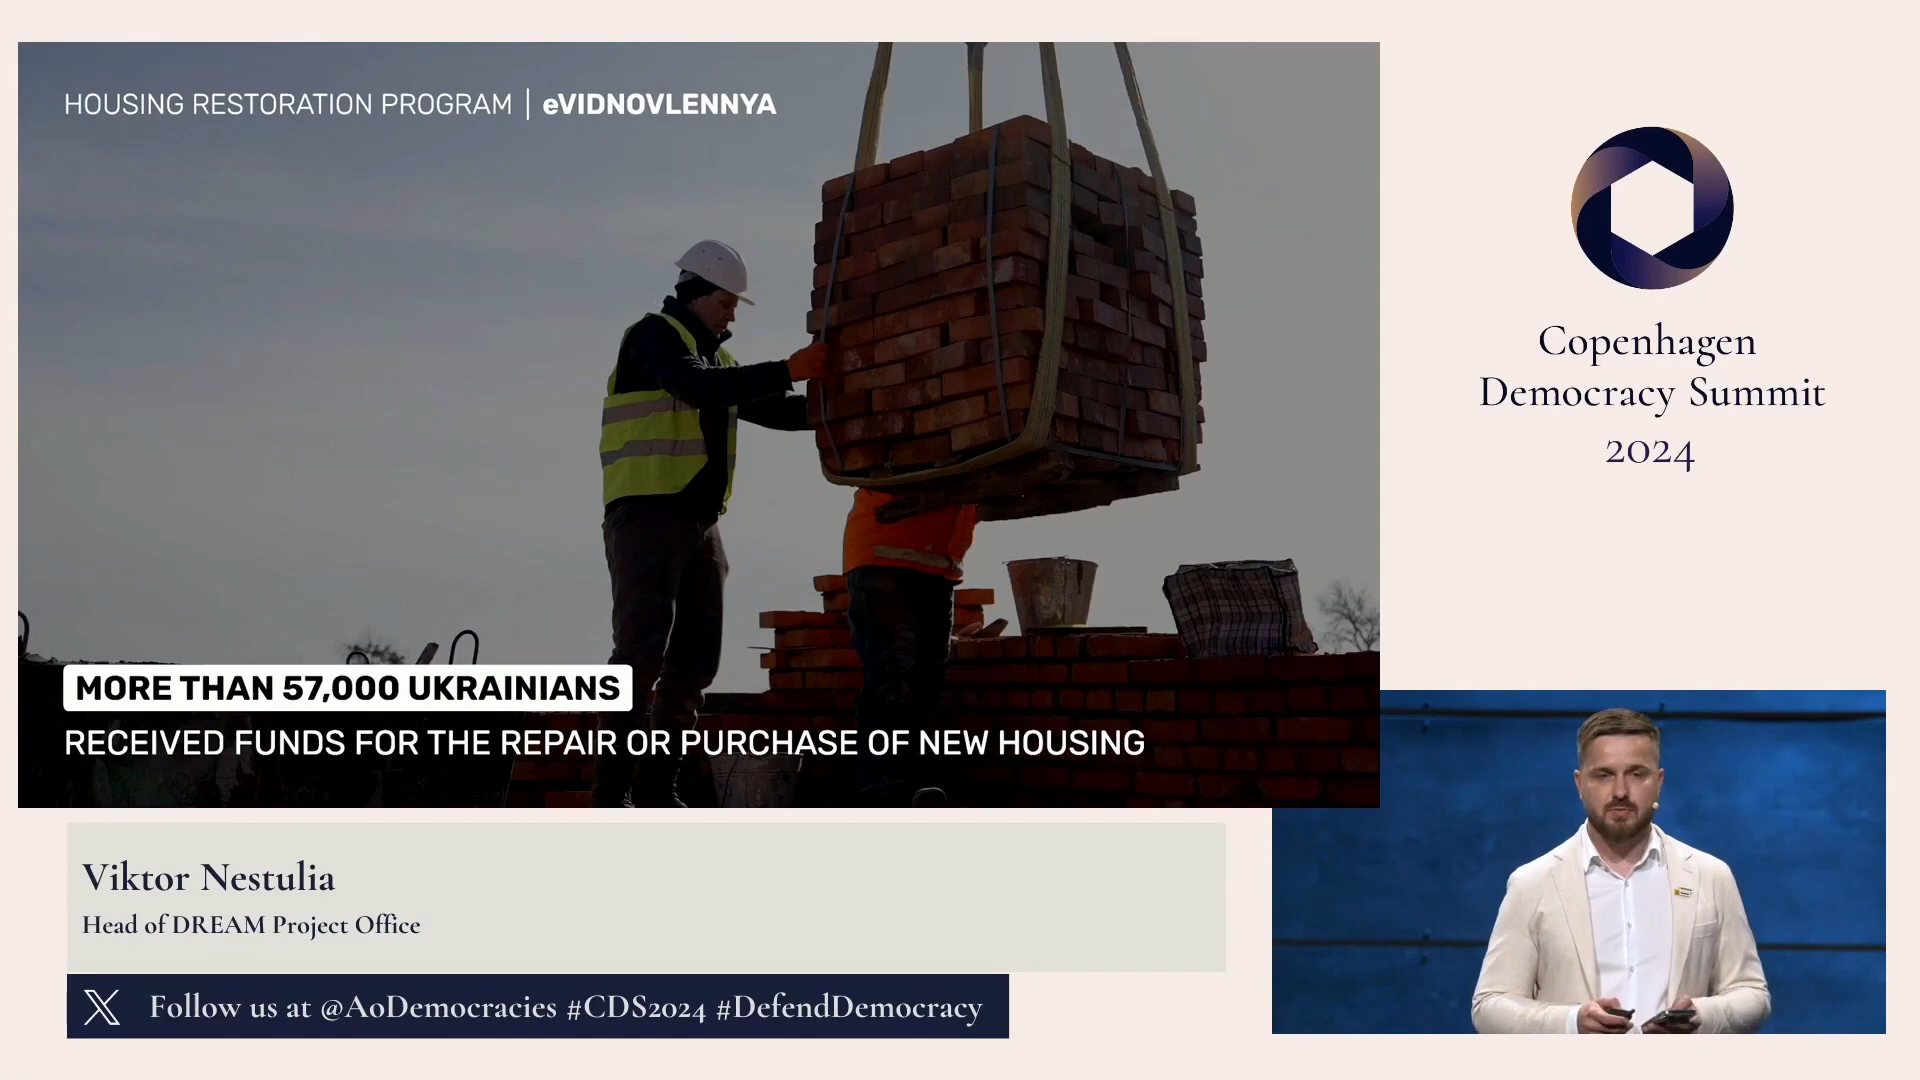 HOUSING RESTORATION PROGRAM | eVIDNOVLENNYA
MORE THAN 57,000 UKRAINIANS
RECEIVED FUNDS FOR THE REPAIR OR PURCHASE OF NEW HOUSING
Copenhagen
Democracy Summit
2024
Viktor Nestulia
Head of DREAM Project Office
Follow us at @AoDemocracies #CDS2024 #DefendDemocracy